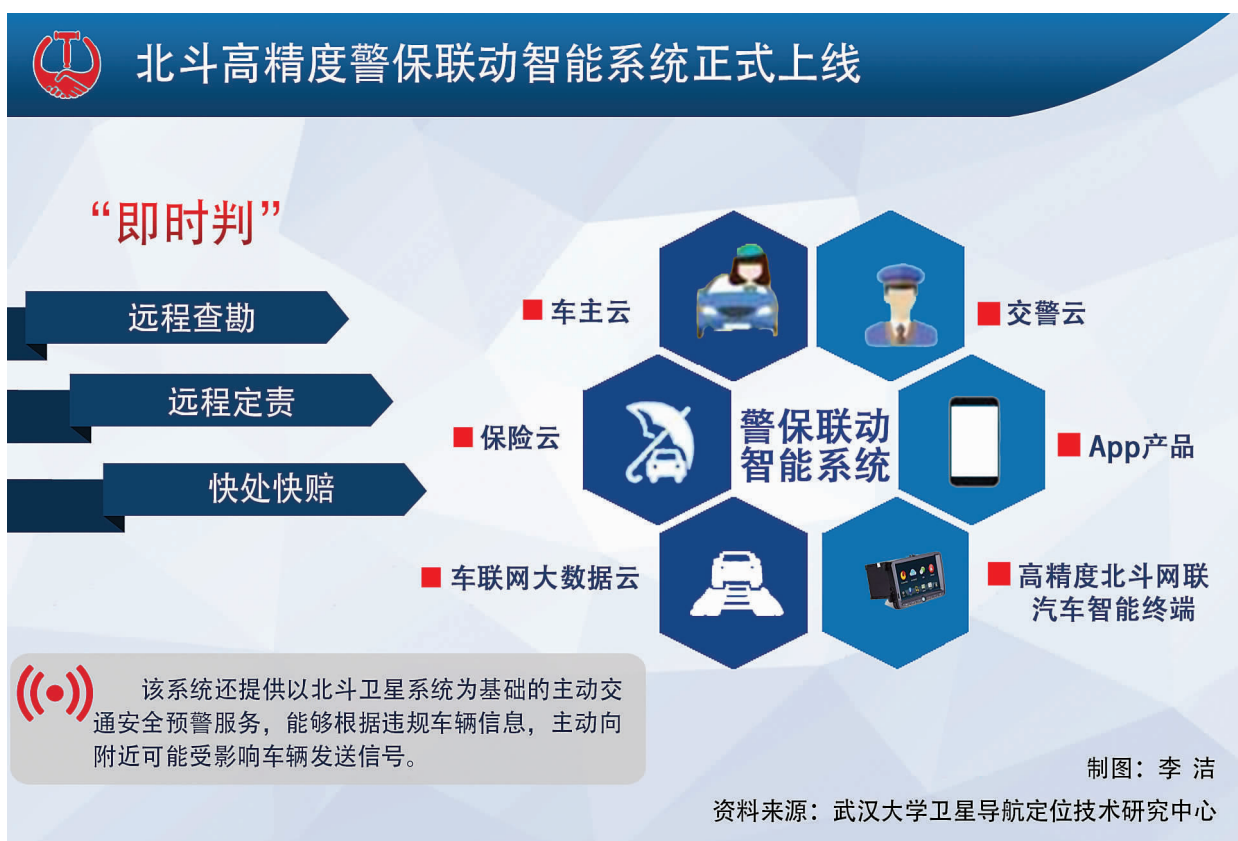 北斗高精度警保联动智能系统正式上线
“即时判”
远程查勘
远程定责
快处快赔
车主云
交警云
保险云
警保联动
智能系统
App产品
车联网大数据云
高精度北斗网联
汽车智能终端
该系统还提供以北斗卫星系统为基础的主动交
通安全预警服务，能够根据违规车辆信息，主动向
附近可能受影响车辆发送信号。
制图：李 洁
资料来源：武汉大学卫星导航定位技术研究中心